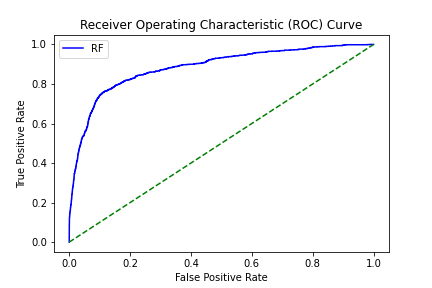 Receiver Operating Characteristic (ROC) Curve
RF
True Positive Rate
1.0
0.8
0.6
0.4
0.2
0.0
0.0 0.2 0.4 0.6 0.8 1.0
False Positive Rate